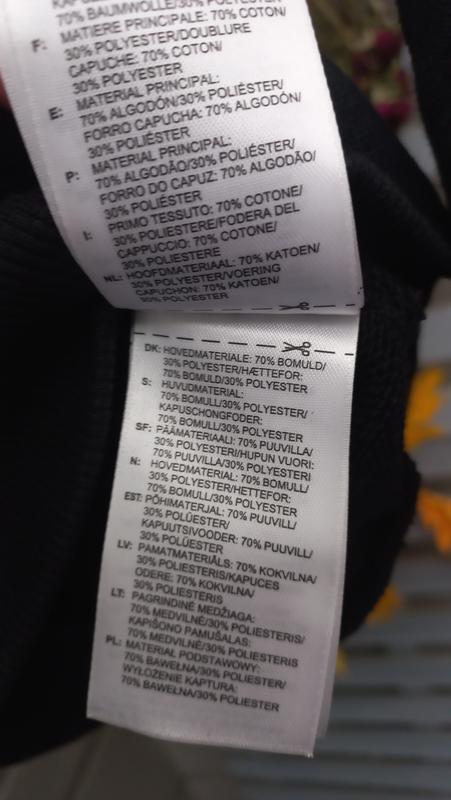 70% BAUMWOLLE/30% POLYESTER
F: MATIERE PRINCIPALE: 70% COTON/
30% POLYESTER/DOUBLURE
CAPUCHE: 70% COTON/
30% POLYESTER
E: MATERIAL PRINCIPAL:
70% ALGODÓN/30% POLIÉSTER/
FORRO CAPUCHA: 70% ALGODÓN/
30% POLIÉSTER
P: MATERIAL PRINCIPAL:
70% ALGODÃO/30% POLIÉSTER/
FORRO DO CAPUZ: 70% ALGODÃO/
30% POLIÉSTER
I: PRIMO TESSUTO: 70% COTONE/
30% POLIESTERE/FODERA DEL
CAPPUCCIO: 70% COTONE/
30% POLIESTERE
NL: HOOFDMATERIAAL: 70% KATOEN/
30% POLYESTER/VOERING
CAPUCHON: 70% KATOEN/
30% POLYESTER
DK: HOVEDMATERIALE: 70% BOMULD/
30% POLYESTER/HÆTTEFOR:
70% BOMULD/30% POLYESTER
S: HUVUDMATERIAL:
70% BOMULL/30% POLYESTER/
KAPUSCHONGFODER:
70% BOMULL/30% POLYESTER
SF: PÄÄMATERIAALI: 70% PUUVILLA/
30% POLYESTERI/HUPUN VUORI:
70% PUUVILLA/30% POLYESTERI
N: HOVEDMATERIAL: 70% BOMULL/
30% POLYESTER/HETTEFOR:
70% BOMULL/30% POLYESTER
EST: PÕHIMATERJAL: 70% PUUVILL/
30% POLÜESTER/
KAPUUTSIVOODER: 70% PUUVILL/
30% POLÜESTER
LV: PAMATMATERIĀLS: 70% KOKVILNA/
30% POLIESTERIS/KAPUCES
ODERE: 70% KOKVILNA/
30% POLIESTERIS
LT: PAGRINDINĖ MEDŽIAGA:
70% MEDVILNĖ/30% POLIESTERIS/
KAPIŠONO PAMUŠALAS:
70% MEDVILNĖ/30% POLIESTERIS
PL: MATERIAŁ PODSTAWOWY:
70% BAWEŁNA/30% POLIESTER/
WYŁOŻENIE KAPTURA:
70% BAWEŁNA/30% POLIESTER